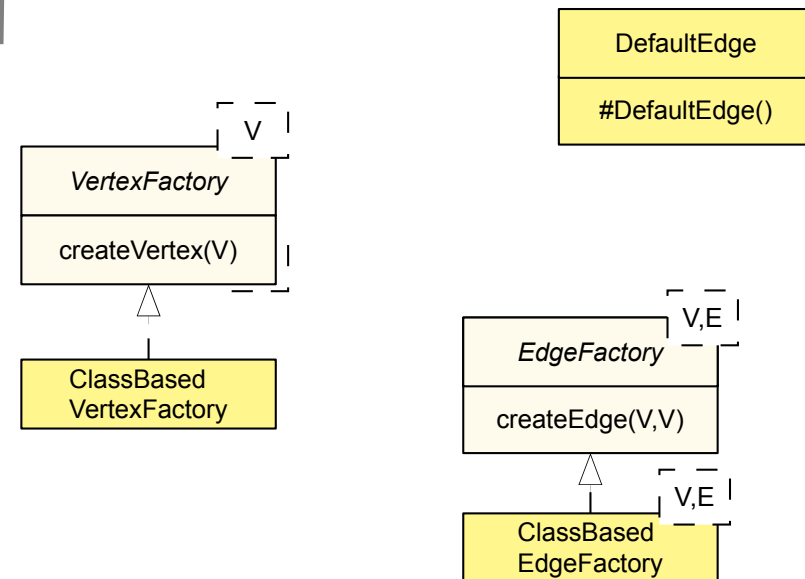 DefaultEdge
#DefaultEdge()
V
VertexFactory
createVertex(V)
ClassBased
VertexFactory
V,E
EdgeFactory
createEdge(V,V)
V,E
ClassBased
EdgeFactory